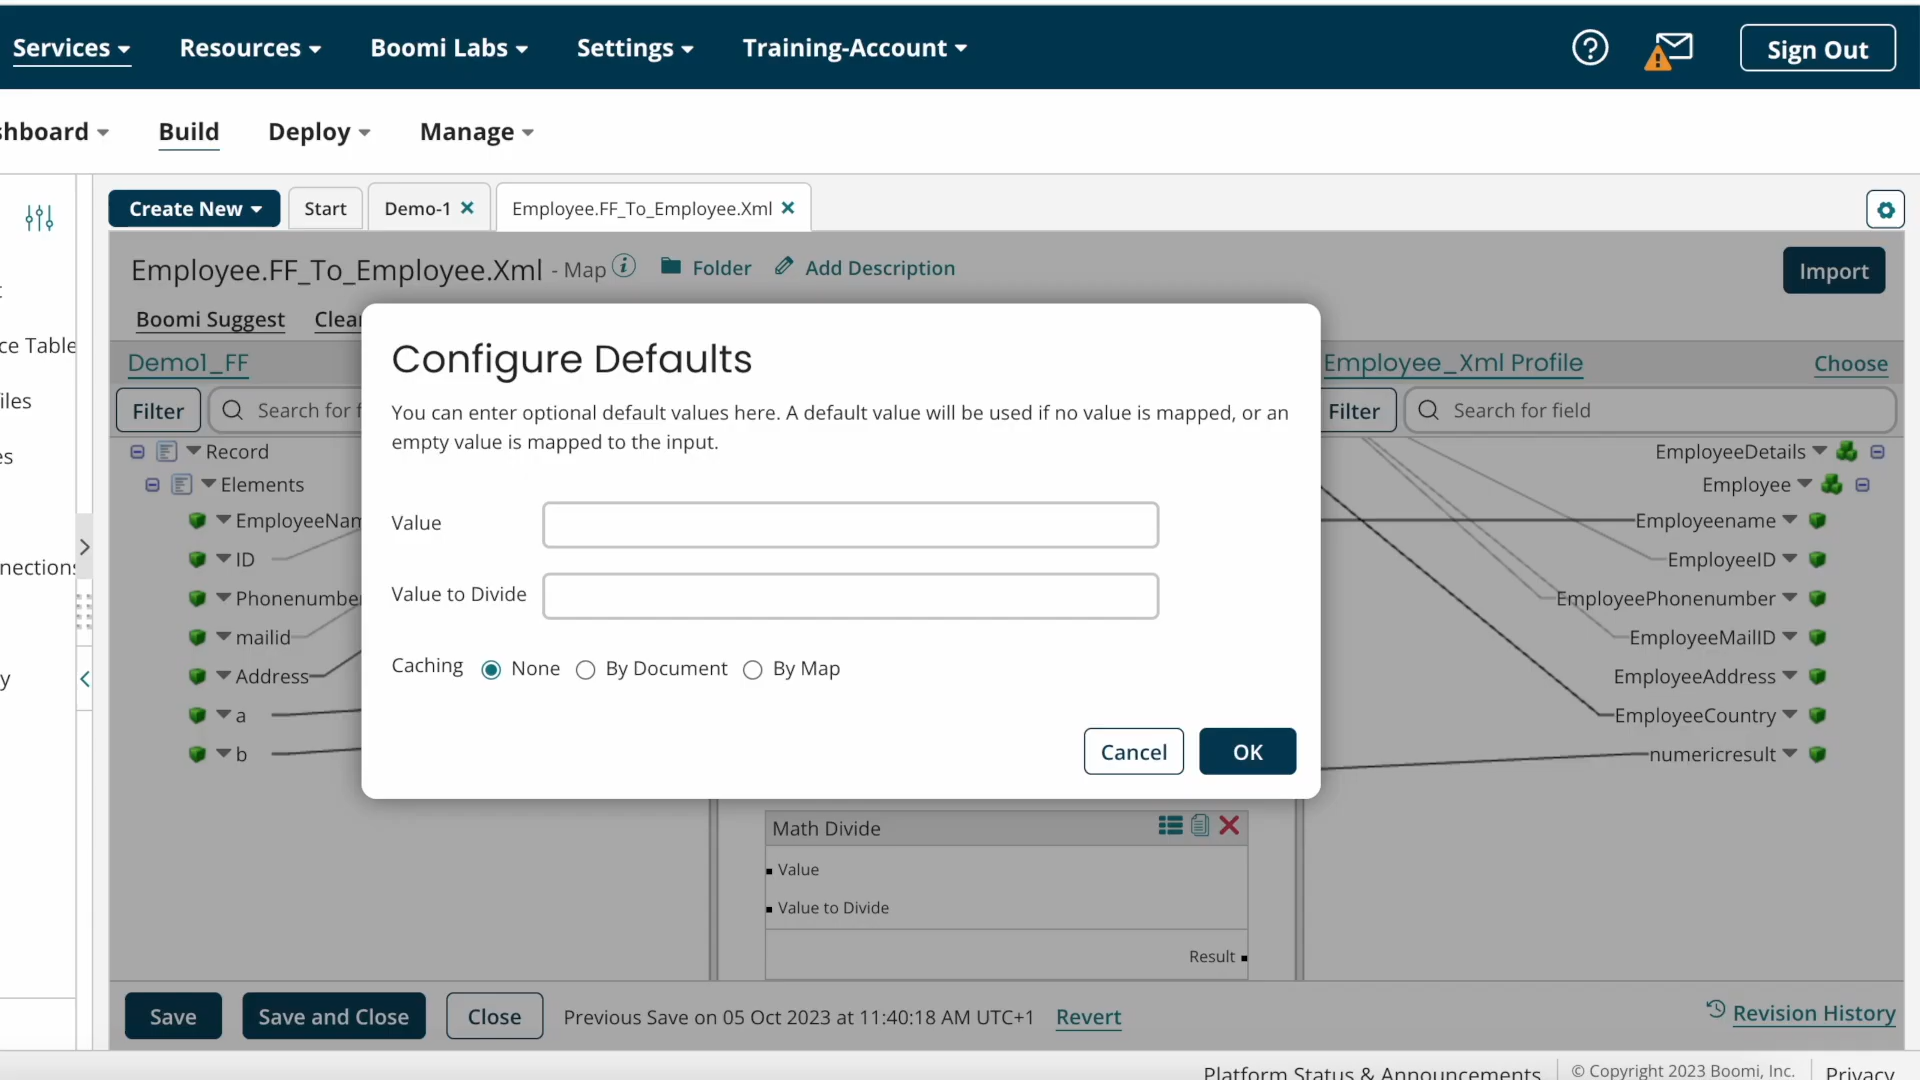 Services Resources Boomi Labs Settings Training-Account Sign Out
shboard Build Deploy Manage
Create New Start Demo-1 Employee.FF_To_Employee.Xml
Employee.FF_To_Employee.Xml - Map Folder Add Description Import
Boomi Suggest Clear
Demo1_FF Employee_Xml Profile Choose
Filter Search for f Filter Search for field
Configure Defaults
You can enter optional default values here. A default value will be used if no value is mapped, or an
empty value is mapped to the input.
Value
Value to Divide
Caching None By Document By Map
Cancel OK
ce Table
iles
es
nections
y
Record
Elements
EmployeeNam
ID
Phonenumber
mailid
Address
a
b
EmployeeDetails
Employee
Employeename
EmployeeID
EmployeePhonenumber
EmployeeMailID
EmployeeAddress
EmployeeCountry
numericresult
Math Divide
Value
Value to Divide
Result
Save Save and Close Close Previous Save on 05 Oct 2023 at 11:40:18 AM UTC+1 Revert Revision History
Platform Status & Announcements © Copyright 2023 Boomi, Inc. Privacy